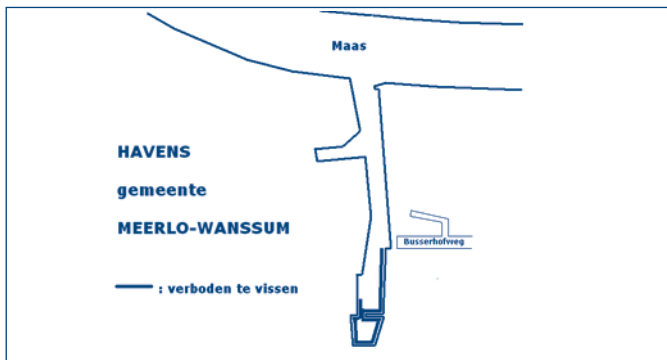 Maas
HAVENS
gemeente
MEERLO-WANSSUM
Busserhofweg
: verboden te vissen